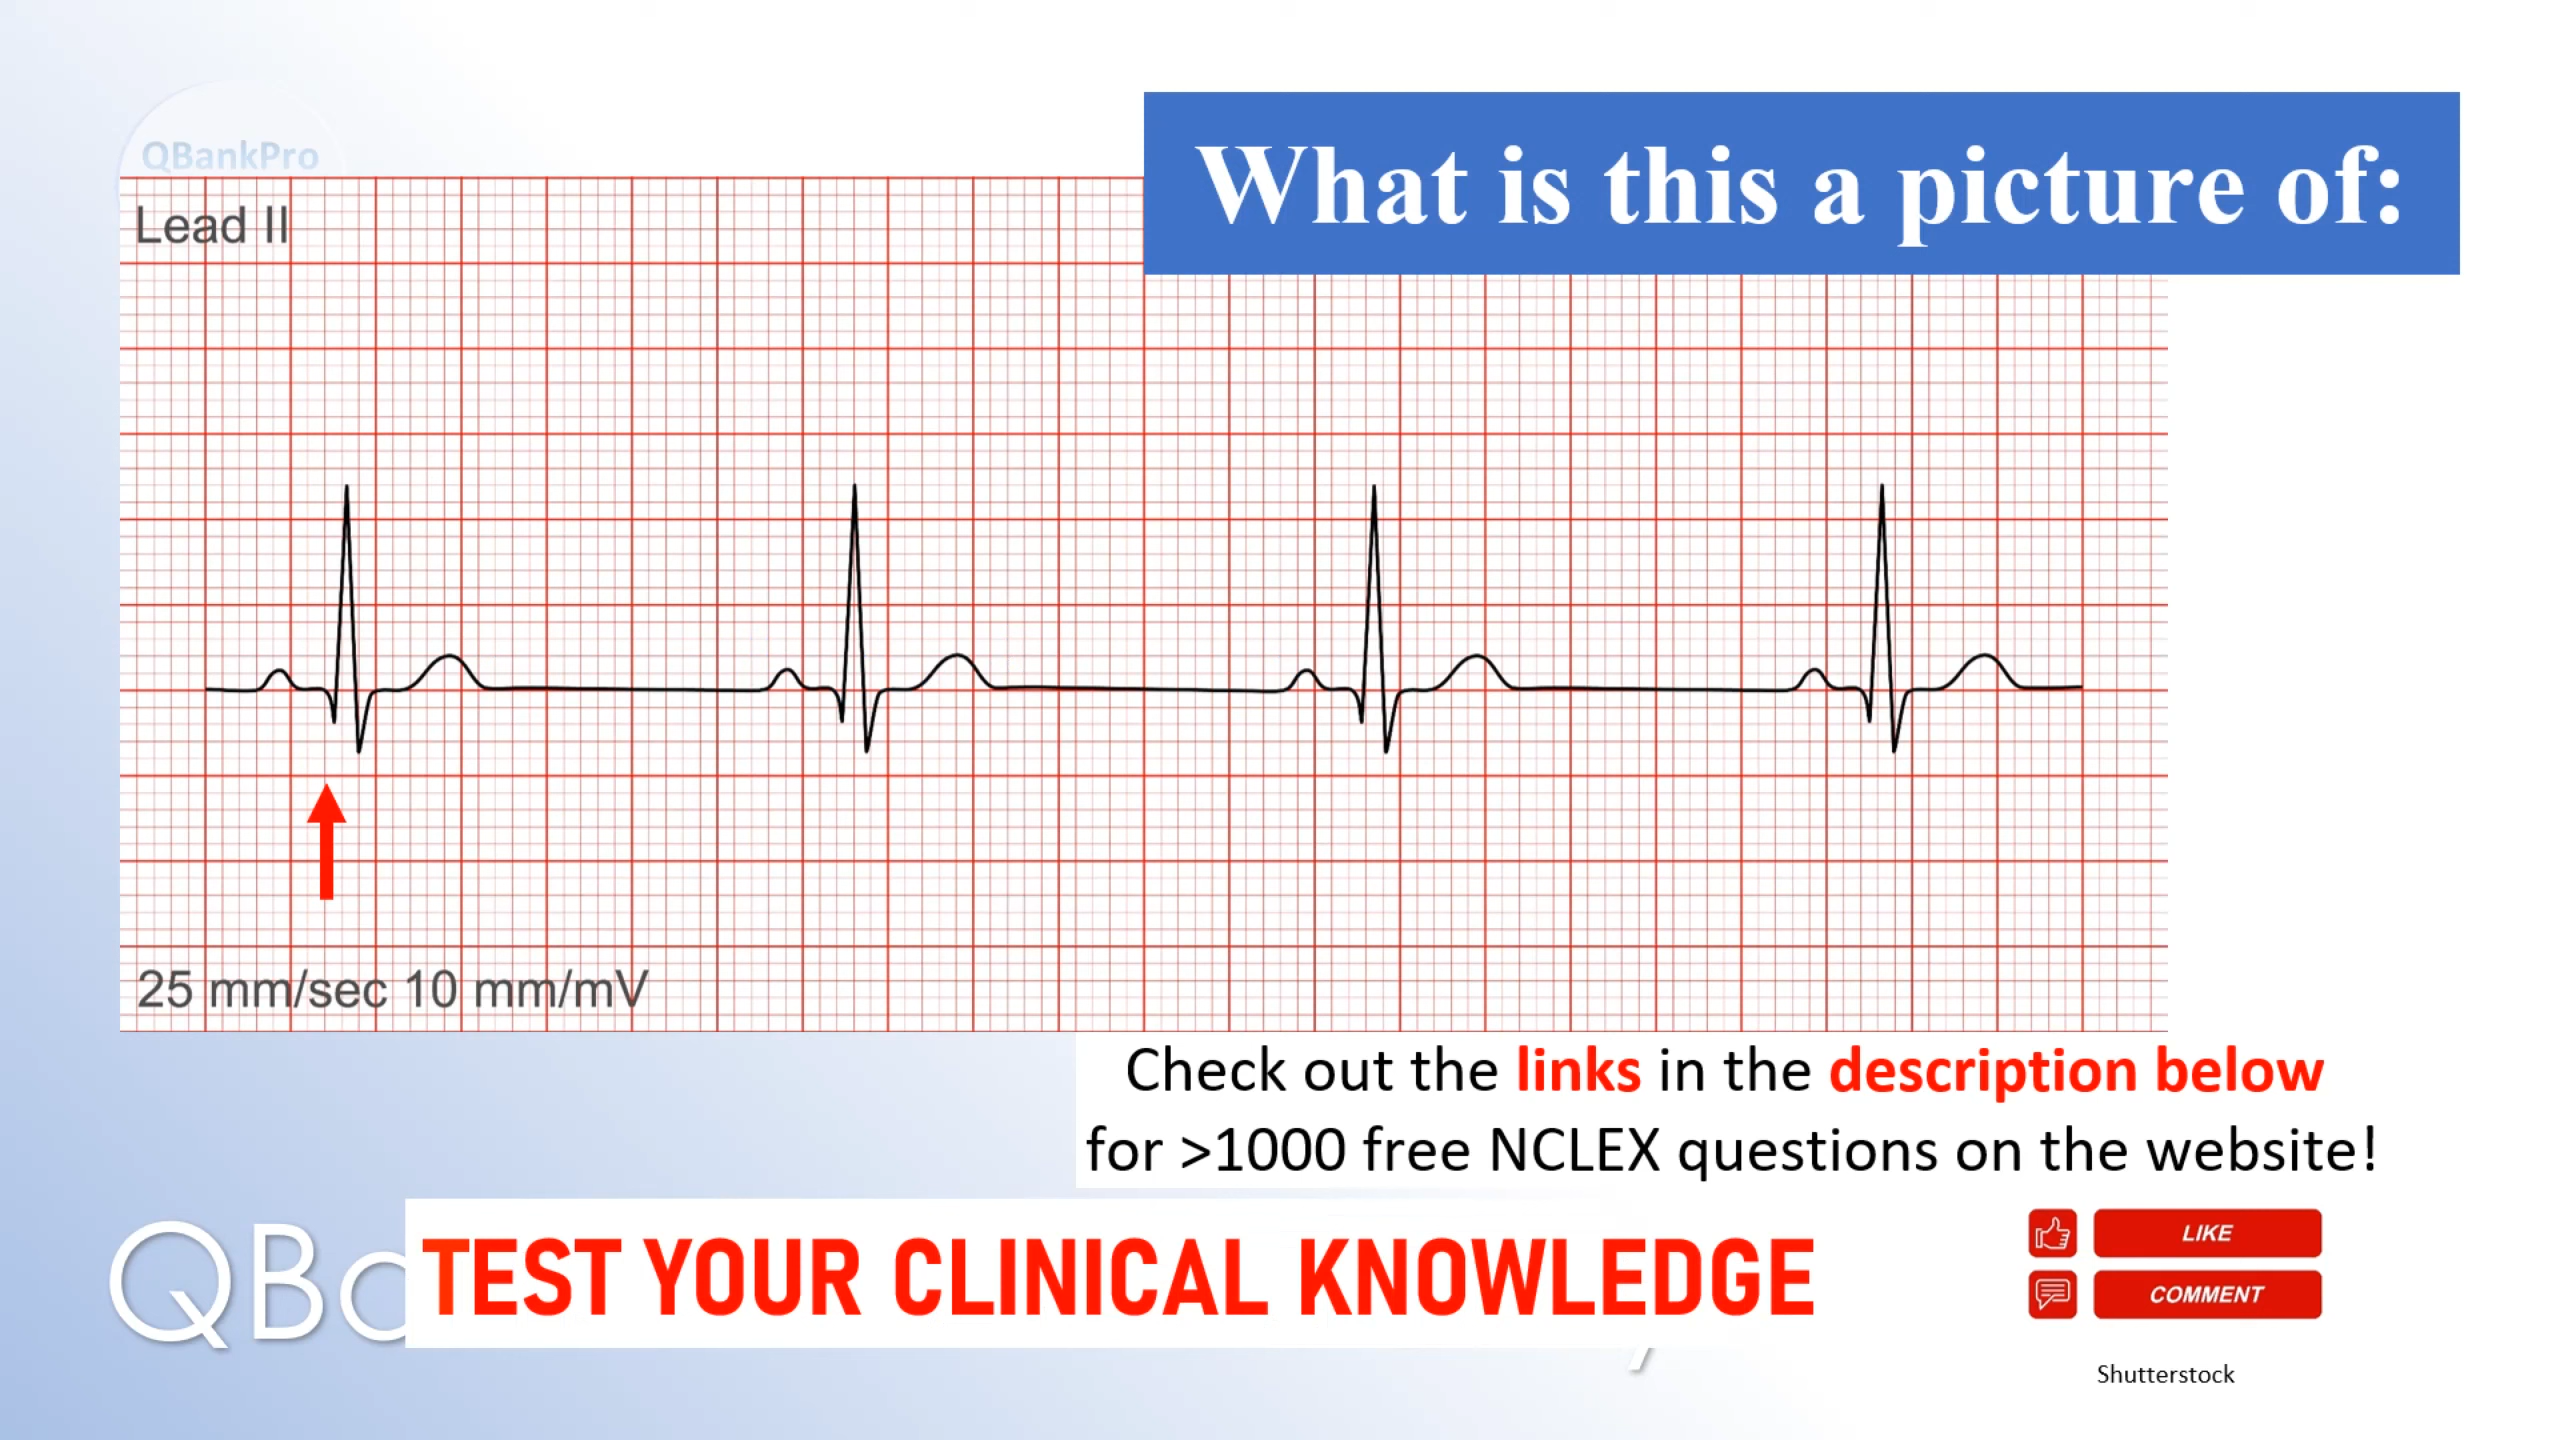 QBankPro
What is this a picture of:
Lead II
25 mm/sec 10 mm/mV
Check out the links in the description below
for >1000 free NCLEX questions on the website!
TEST YOUR CLINICAL KNOWLEDGE
LIKE
COMMENT
Shutterstock